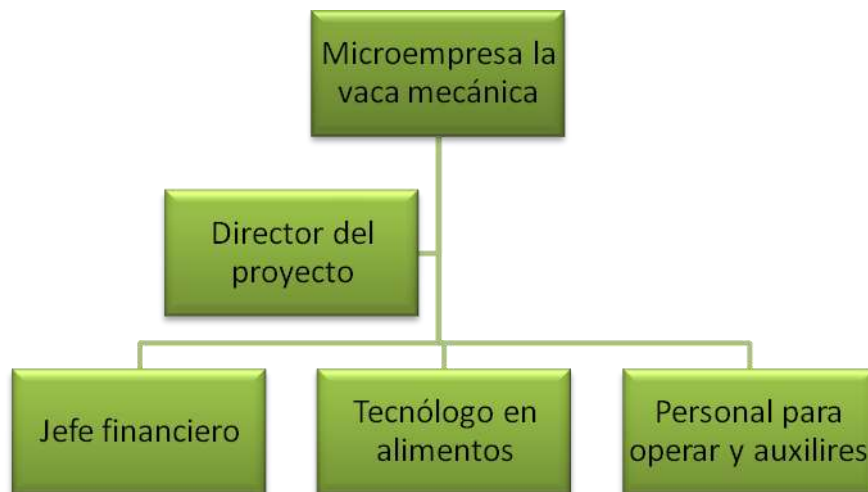 Microempresa la
vaca mecánica
Director del
proyecto
Jefe financiero
Tecnólogo en
alimentos
Personal para
operar y auxilires